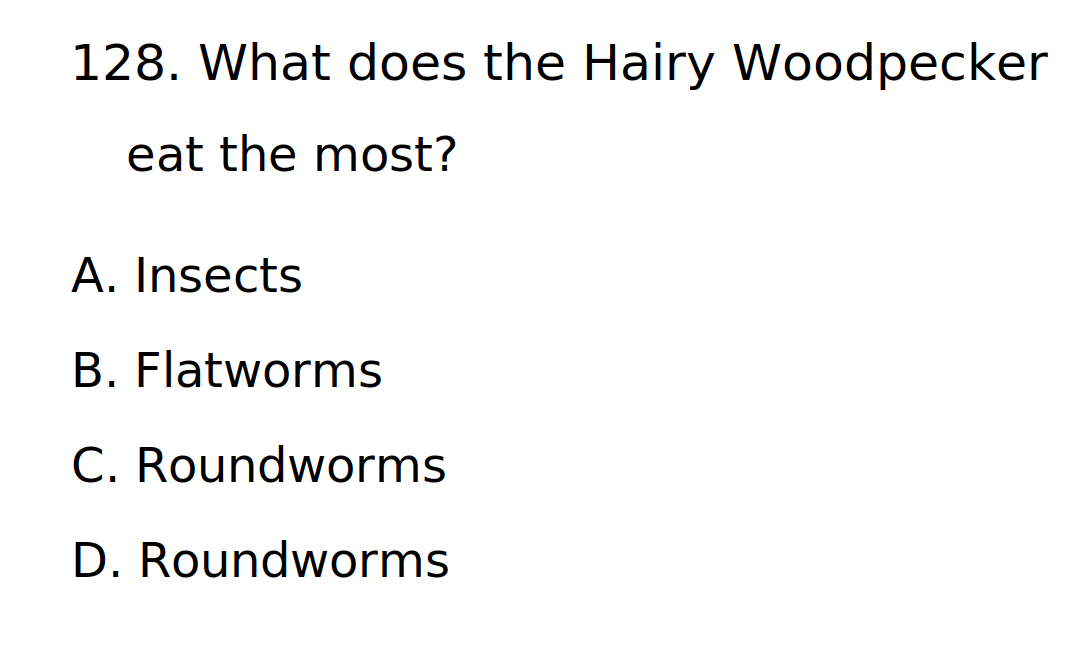 128. What does the Hairy Woodpecker
eat the most?
A. Insects
B. Flatworms
C. Roundworms
D. Roundworms